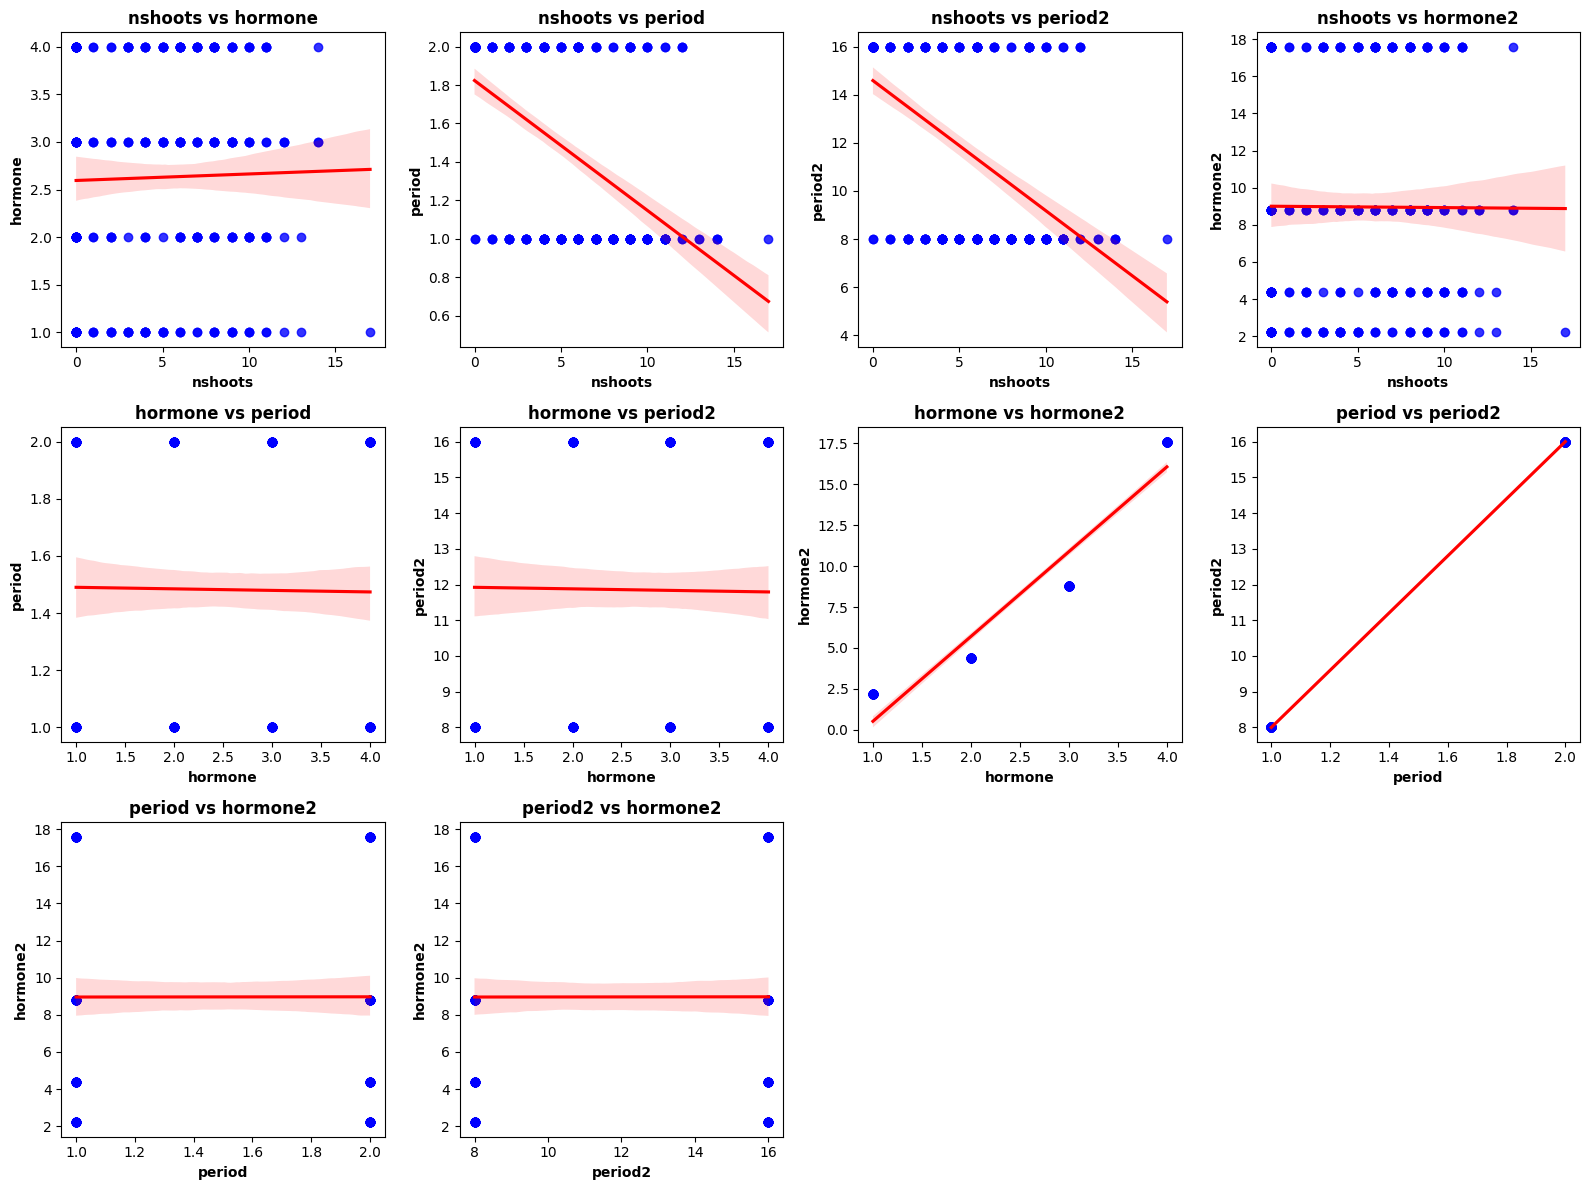 nshoots vs hormone
4.0
3.5
3.0
2.5
2.0
1.5
1.0
hormone
0 5 10 15
nshoots
nshoots vs period
2.0
1.8
1.6
1.4
1.2
1.0
0.8
0.6
period
0 5 10 15
nshoots
nshoots vs period2
16
14
12
10
8
6
4
period2
0 5 10 15
nshoots
nshoots vs hormone2
18
16
14
12
10
8
6
4
2
hormone2
0 5 10 15
nshoots
hormone vs period
2.0
1.8
1.6
1.4
1.2
1.0
period
1.0 1.5 2.0 2.5 3.0 3.5 4.0
hormone
hormone vs period2
16
15
14
13
12
11
10
9
8
period2
1.0 1.5 2.0 2.5 3.0 3.5 4.0
hormone
hormone vs hormone2
17.5
15.0
12.5
10.0
7.5
5.0
2.5
0.0
hormone2
1.0 1.5 2.0 2.5 3.0 3.5 4.0
hormone
period vs period2
16
15
14
13
12
11
10
9
8
period2
1.0 1.2 1.4 1.6 1.8 2.0
period
period vs hormone2
18
16
14
12
10
8
6
4
2
hormone2
1.0 1.2 1.4 1.6 1.8 2.0
period
period2 vs hormone2
18
16
14
12
10
8
6
4
2
hormone2
8 10 12 14 16
period2